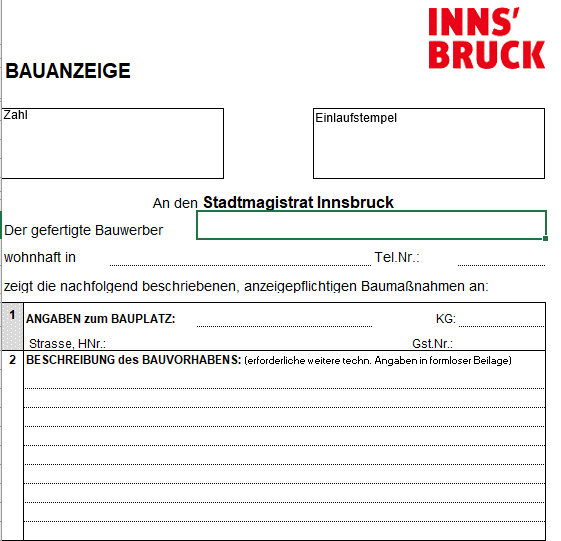 INNS'
BRUCK
BAUANZEIGE
Zahl
Einlaufstempel
An den Stadtmagistrat Innsbruck
Der gefertigte Bauwerber
wohnhaft in Tel.Nr.:
zeigt die nachfolgend beschriebenen, anzeigepflichtigen Baumaßnahmen an:
1 ANGABEN zum BAUPLATZ: KG:
Strasse, HNr.: Gst.Nr.:
2 BESCHREIBUNG des BAUVORHABENS: (erforderliche weitere techn. Angaben in formloser Beilage)